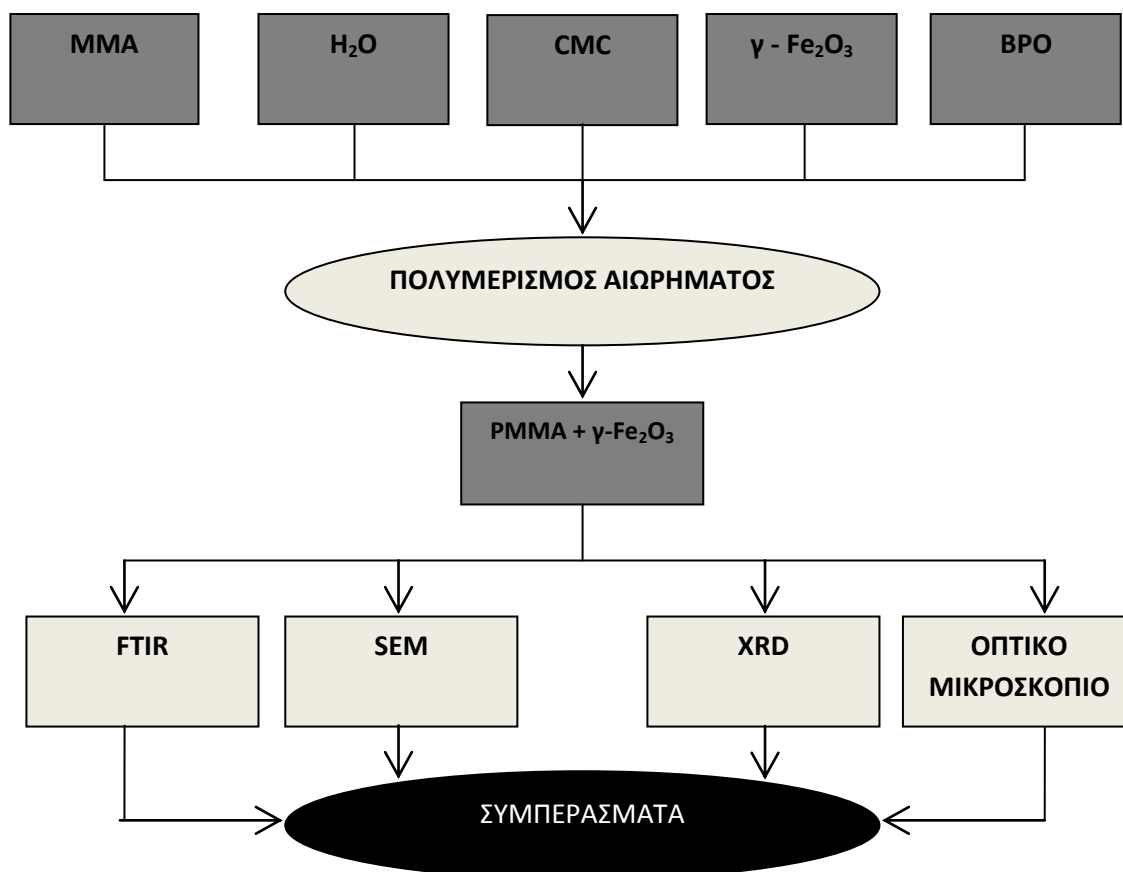 MMA
H₂O
CMC
γ - Fe₂O₃
BPO
ΠΟΛΥΜΕΡΙΣΜΟΣ ΑΙΩΡΗΜΑΤΟΣ
PMMA + γ-Fe₂O₃
FTIR
SEM
XRD
ΟΠΤΙΚΟ
ΜΙΚΡΟΣΚΟΠΙΟ
ΣΥΜΠΕΡΑΣΜΑΤΑ